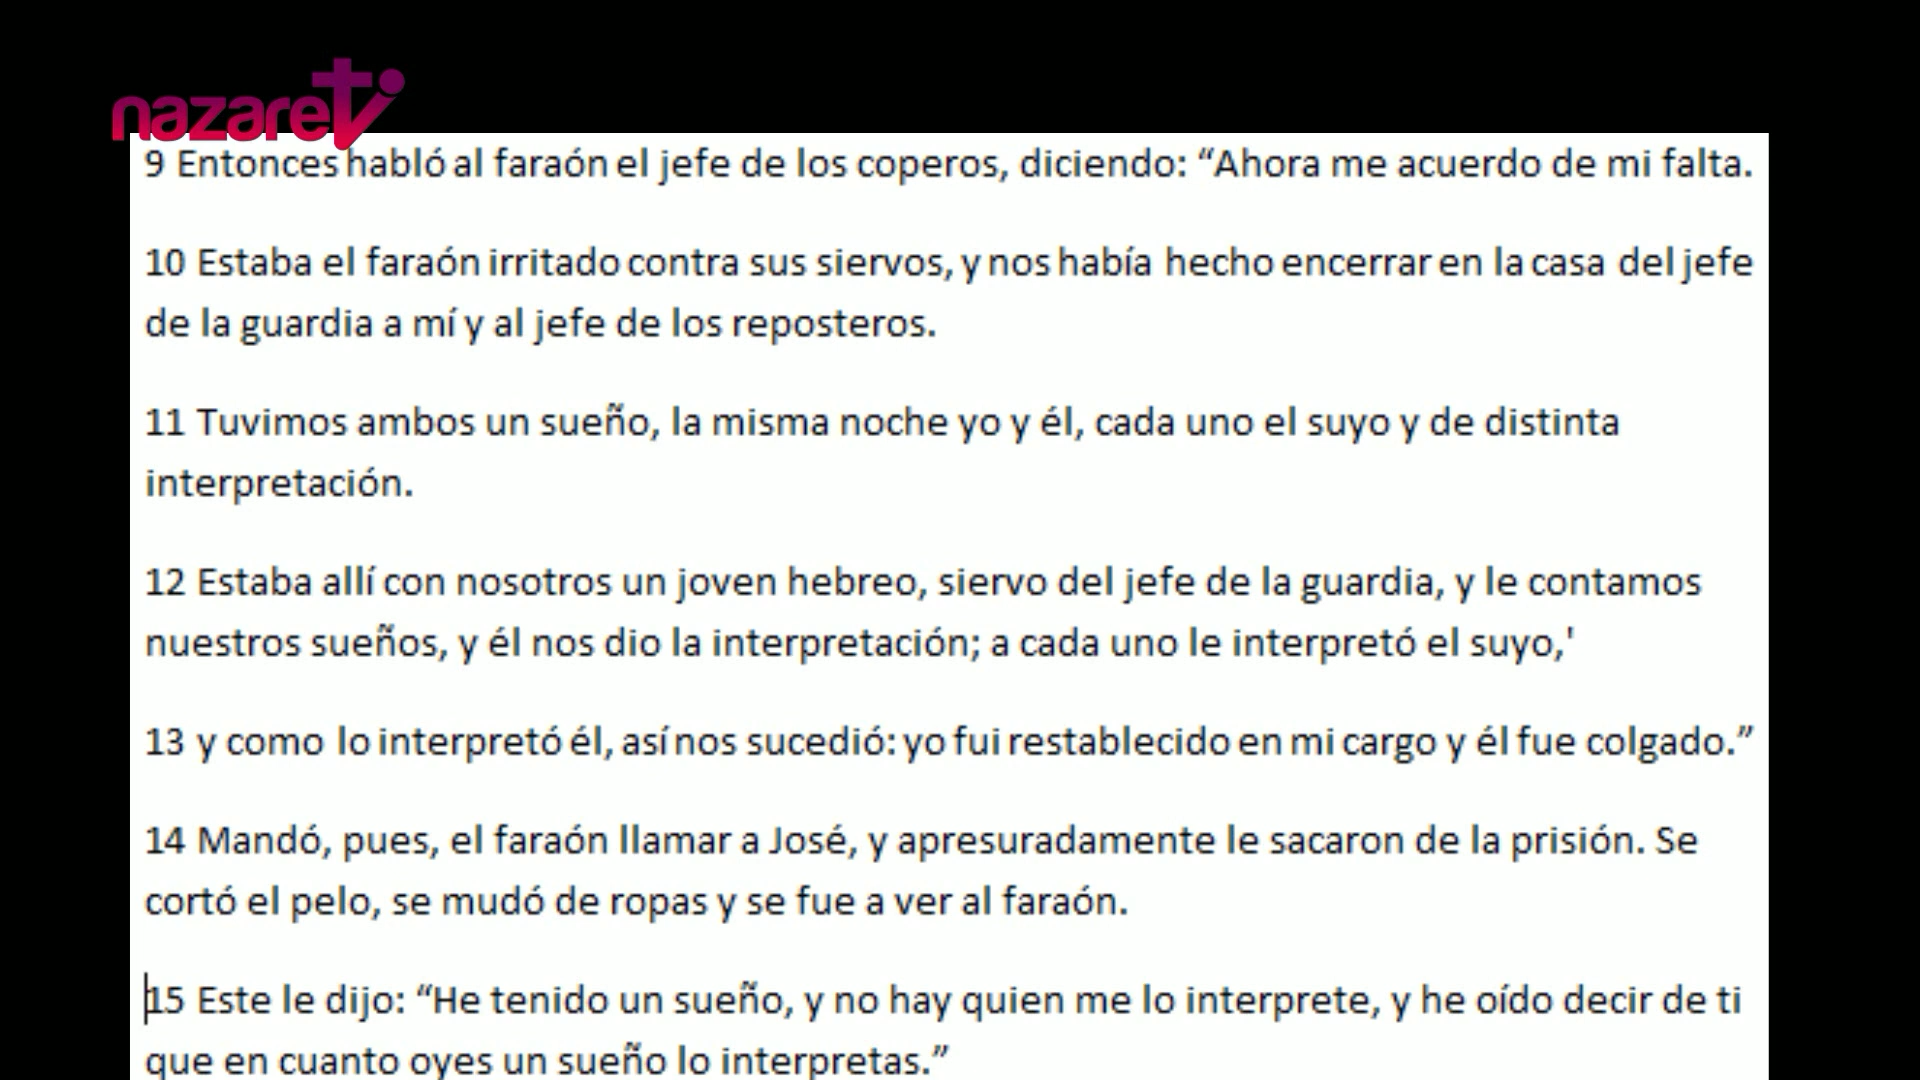 nazareti
9 Entonces habló al faraón el jefe de los coperos, diciendo: “Ahora me acuerdo de mi falta.
10 Estaba el faraón irritado contra sus siervos, y nos había hecho encerrar en la casa del jefe
de la guardia a mí y al jefe de los reposteros.
11 Tuvimos ambos un sueño, la misma noche yo y él, cada uno el suyo y de distinta
interpretación.
12 Estaba allí con nosotros un joven hebreo, siervo del jefe de la guardia, y le contamos
nuestros sueños, y él nos dio la interpretación; a cada uno le interpretó el suyo,'
13 y como lo interpretó él, así nos sucedió: yo fui restablecido en mi cargo y él fue colgado.”
14 Mandó, pues, el faraón llamar a José, y apresuradamente le sacaron de la prisión. Se
cortó el pelo, se mudó de ropas y se fue a ver al faraón.
15 Este le dijo: “He tenido un sueño, y no hay quien me lo interprete, y he oído decir de ti
que en cuanto oyes un sueño lo interpretas.”